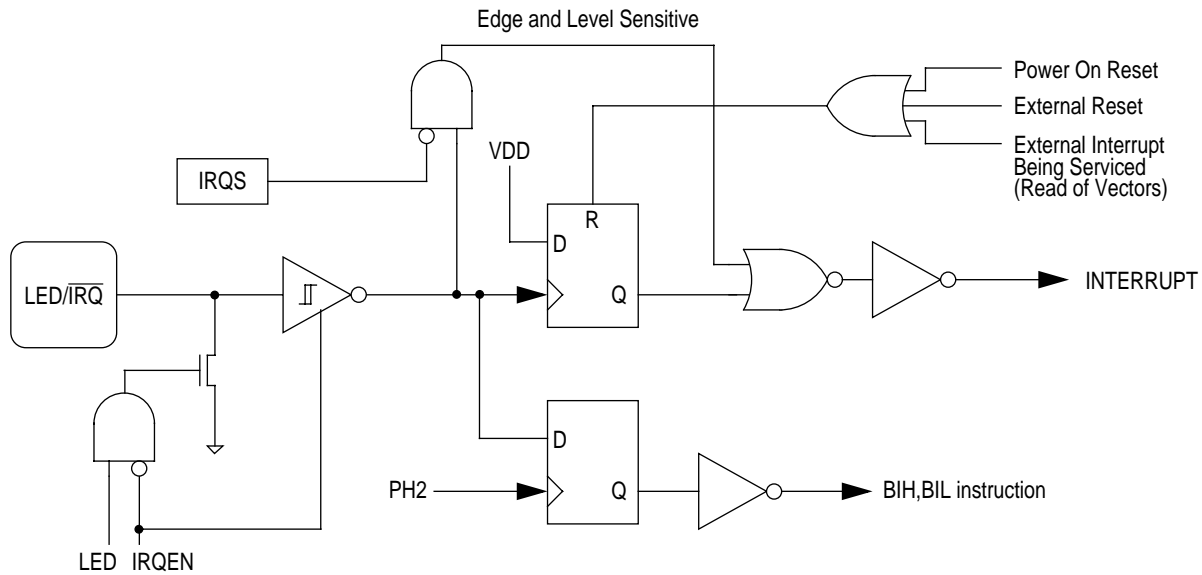 Edge and Level Sensitive
Power On Reset
External Reset
External Interrupt
Being Serviced
(Read of Vectors)
VDD
IRQS
R
D
Q
LED/I̅R̅Q̅
INTERRUPT
D
Q
PH2
BIH,BIL instruction
LED
IRQEN